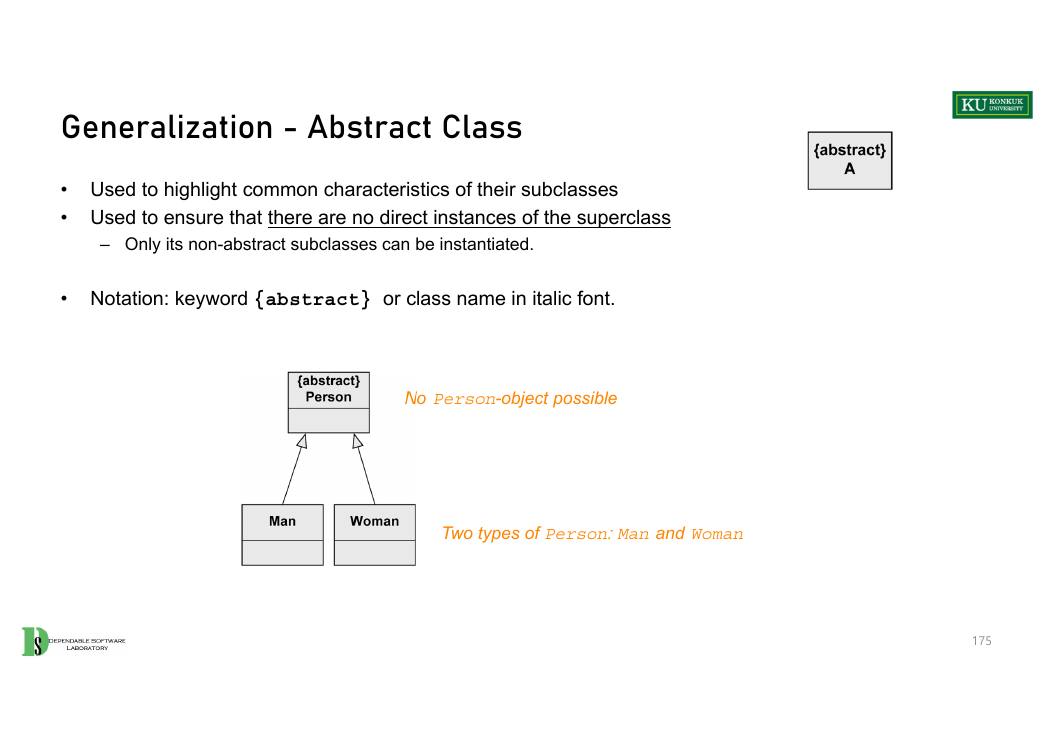 KU KONKUK UNIVERSITY
Generalization - Abstract Class
{abstract}
A
• Used to highlight common characteristics of their subclasses
• Used to ensure that there are no direct instances of the superclass
– Only its non-abstract subclasses can be instantiated.
• Notation: keyword {abstract} or class name in italic font.
{abstract}
Person
No Person-object possible
Man
Woman
Two types of Person: Man and Woman
DS DEPENDABLE SOFTWARE
LABORATORY
175